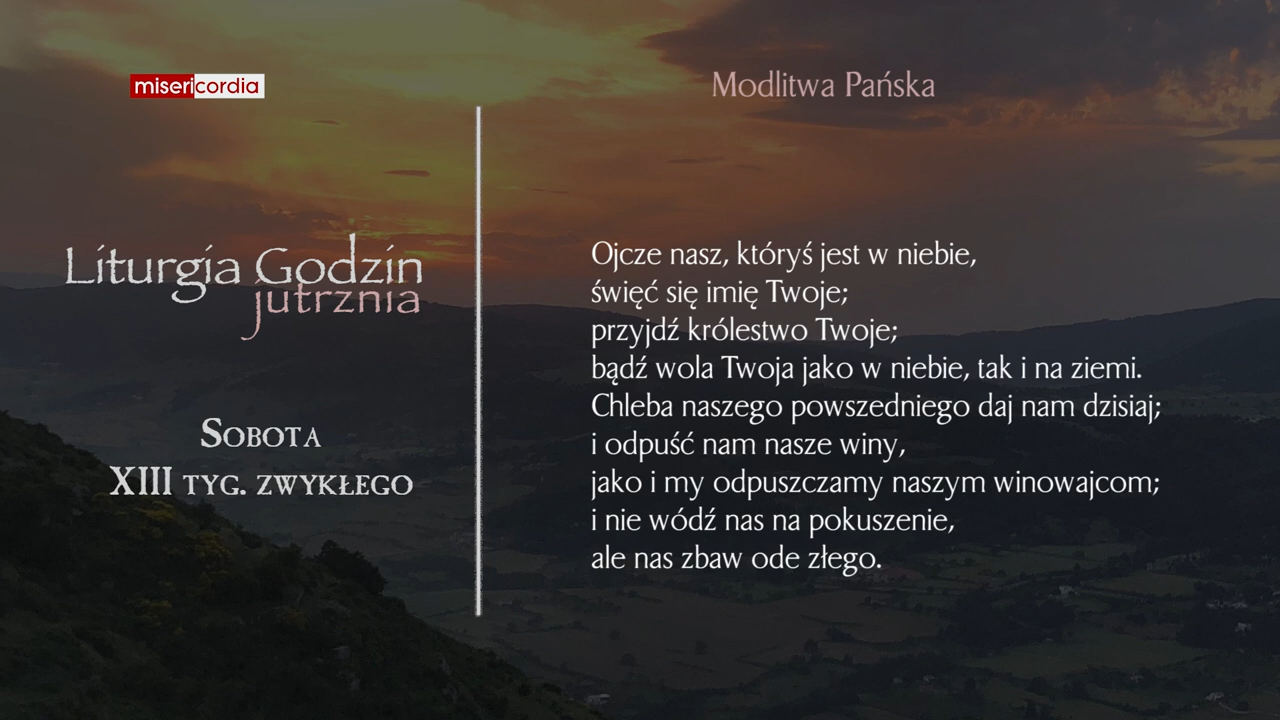 misericordia
Liturgia Godzin
jutrznia
Sobota
XIII tyg. zwykłego
Modlitwa Pańska
Ojcze nasz, któryś jest w niebie,
święć się imię Twoje;
przyjdź królestwo Twoje;
bądź wola Twoja jako w niebie, tak i na ziemi.
Chleba naszego powszedniego daj nam dzisiaj;
i odpuść nam nasze winy,
jako i my odpuszczamy naszym winowajcom;
i nie wódź nas na pokuszenie,
ale nas zbaw ode złego.